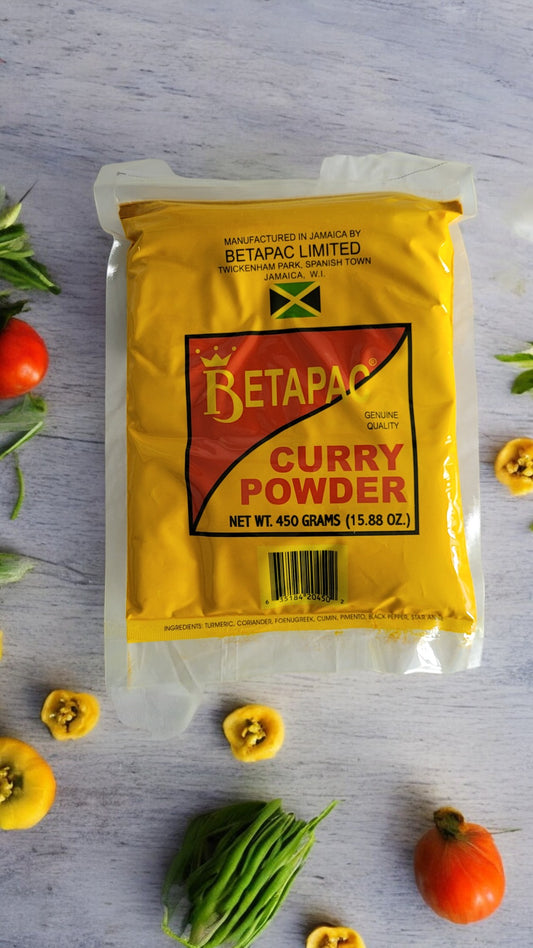 MANUFACTURED IN JAMAICA BY
BETAPAC LIMITED
TWICKENHAM PARK, SPANISH TOWN
JAMAICA, W.I.
BETAPAC®
GENUINE
QUALITY
CURRY
POWDER
NET WT. 450 GRAMS (15.88 OZ.)
INGREDIENTS: TURMERIC, CORIANDER, FOENUGREEK, CUMIN, PIMENTO, BLACK PEPPER, STAR